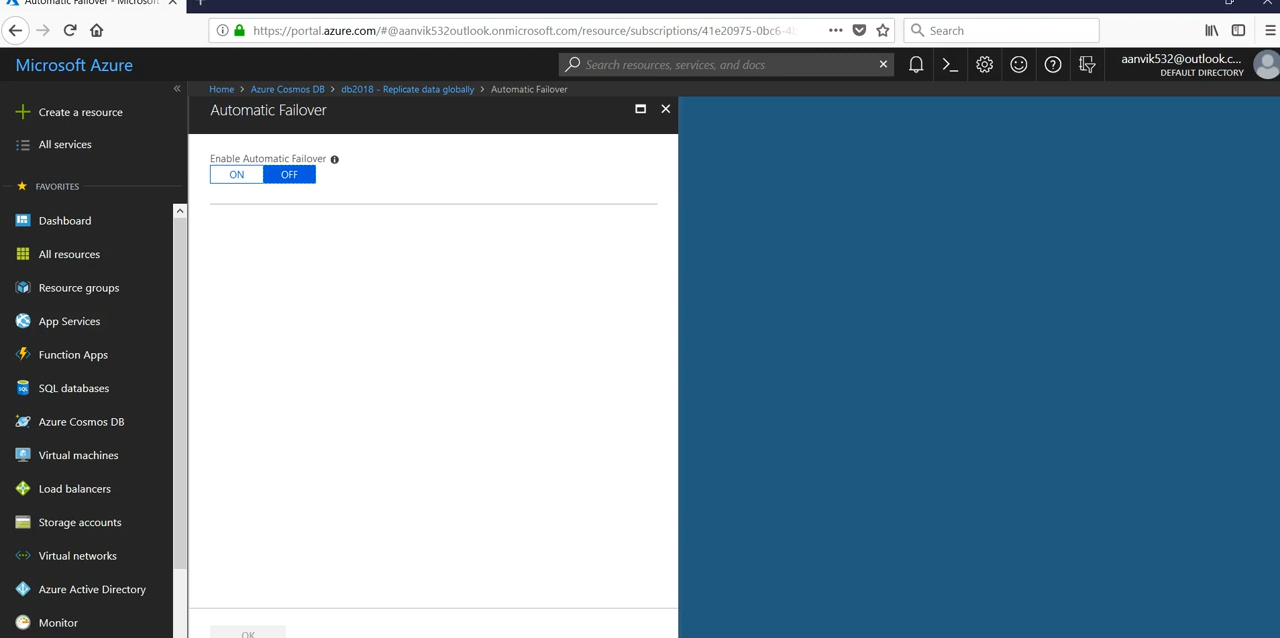 Automatic Failover - Microsoft
https://portal.azure.com/#@aanvik532outlook.onmicrosoft.com/resource/subscriptions/41e20975-0bc6-4
Search
Microsoft Azure
Search resources, services, and docs
aanvik532@outlook.c...
DEFAULT DIRECTORY
Home > Azure Cosmos DB > db2018 - Replicate data globally > Automatic Failover
Automatic Failover
Create a resource
All services
FAVORITES
Dashboard
All resources
Resource groups
App Services
Function Apps
SQL databases
Azure Cosmos DB
Virtual machines
Load balancers
Storage accounts
Virtual networks
Azure Active Directory
Monitor
Enable Automatic Failover
ON OFF
OK